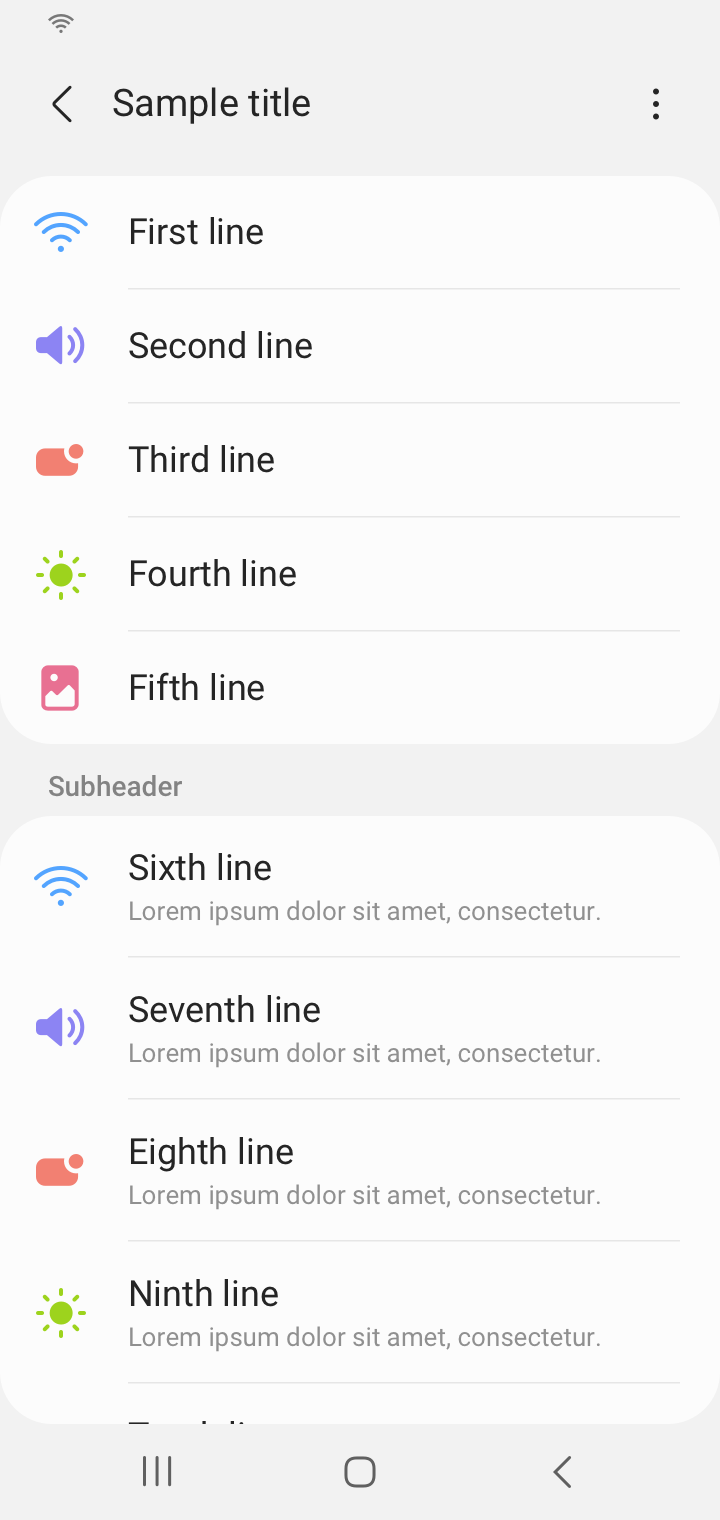 Sample title
First line
Second line
Third line
Fourth line
Fifth line
Subheader
Sixth line
Lorem ipsum dolor sit amet, consectetur.
Seventh line
Lorem ipsum dolor sit amet, consectetur.
Eighth line
Lorem ipsum dolor sit amet, consectetur.
Ninth line
Lorem ipsum dolor sit amet, consectetur.